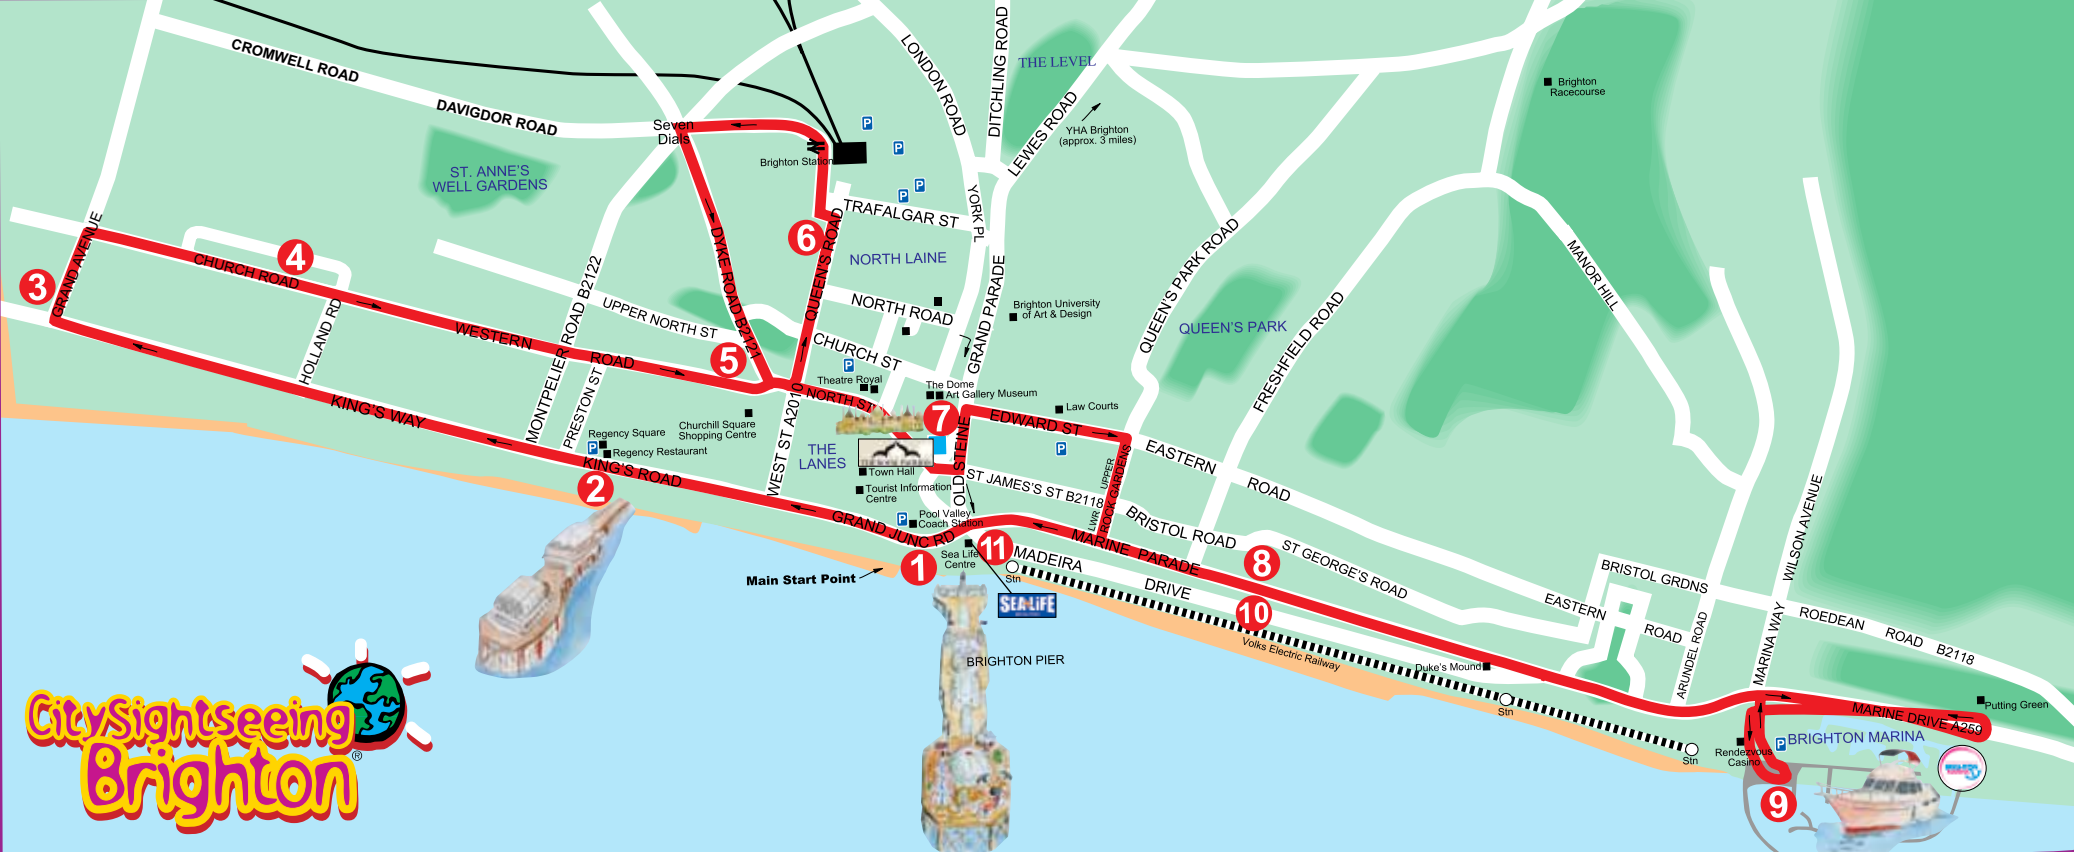 CROMWELL ROAD
DAVIGDOR ROAD
Seven
Dials
Brighton Station
LONDON ROAD
DITCHLING ROAD
THE LEVEL
LEWES ROAD
YHA Brighton
(approx. 3 miles)
Brighton
Racecourse
ST. ANNE'S
WELL GARDENS
GRAND AVENUE
3
4
CHURCH ROAD
HOLLAND RD
WESTERN
ROAD
MONTPELIER ROAD B2122
UPPER NORTH ST
DYKE ROAD B2121
5
6
QUEEN'S ROAD
TRAFALGAR ST
YORK PL
NORTH LAINE
NORTH ROAD
GRAND PARADE
GRAND PARADE
Brighton University
of Art & Design
CHURCH ST
Theatre Royal
The Dome
Art Gallery Museum
NORTH ST
7
QUEEN'S PARK ROAD
QUEEN'S PARK
FRESHFIELD ROAD
MANOR HILL
WILSON AVENUE
KING'S WAY
PRESTON ST
Regency Square
Regency Restaurant
Churchill Square
Shopping Centre
WEST ST A2010
THE
LANES
KING'S ROAD
2
Town Hall
Tourist Information
Centre
OLD STEINE
EDWARD ST
Law Courts
EASTERN
ROAD
ST JAMES'S ST B2118
UPPER
LWR
ROCK GARDENS
BRISTOL ROAD
Pool Valley
Coach Station
GRAND JUNC RD
Sea Life
Centre
Main Start Point
1
11
Stn
SEA LIFE
MADEIRA
DRIVE
MARINE PARADE
8
10
ST GEORGE'S ROAD
Volks Electric Railway
BRISTOL GRDNS
EASTERN
ROAD
ARUNDEL ROAD
MARINA WAY
ROEDEAN
ROAD
B2118
Duke's Mound
Stn
Stn
BRIGHTON PIER
MARINE DRIVE A259
Putting Green
Rendezvous
Casino
BRIGHTON MARINA
9
P
P
P
P
P
P
P
P
P
CitySightseeing
Brighton
®